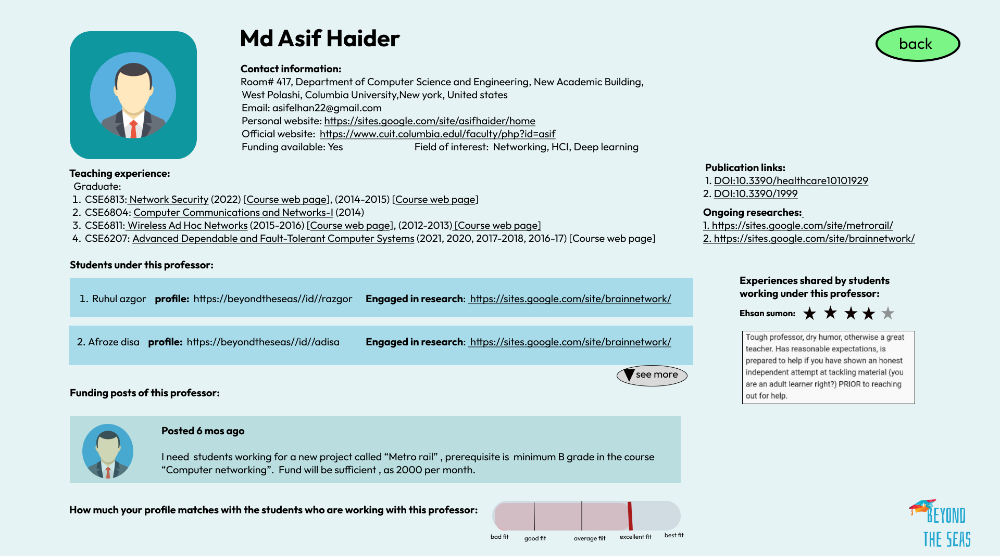 Md Asif Haider
back
Contact information:
Room# 417, Department of Computer Science and Engineering, New Academic Building,
West Polashi, Columbia University,New york, United states
Email: asifelhan22@gmail.com
Personal website: https://sites.google.com/site/asifhaider/home
Official website: https://www.cuit.columbia.edul/faculty/php?id=asif
Funding available: Yes Field of interest: Networking, HCI, Deep learning
Teaching experience:
Graduate:
1. CSE6813: Network Security (2022) [Course web page], (2014-2015) [Course web page]
2. CSE6804: Computer Communications and Networks-I (2014)
3. CSE6811: Wireless Ad Hoc Networks (2015-2016) [Course web page], (2012-2013) [Course web page]
4. CSE6207: Advanced Dependable and Fault-Tolerant Computer Systems (2021, 2020, 2017-2018, 2016-17) [Course web page]
Publication links:
1. DOI:10.3390/healthcare10101929
2. DOI:10.3390/1999
Ongoing researches:
1. https://sites.google.com/site/metrorail/
2. https://sites.google.com/site/brainnetwork/
Students under this professor:
1. Ruhul azgor profile: https://beyondtheseas//id//razgor Engaged in research: https://sites.google.com/site/brainnetwork/
2. Afroze disa profile: https://beyondtheseas//id//adisa Engaged in research: https://sites.google.com/site/brainnetwork/
see more
Experiences shared by students
working under this professor:
Ehsan sumon:
Tough professor, dry humor, otherwise a great
teacher. Has reasonable expectations, is
prepared to help if you have shown an honest
independent attempt at tackling material (you
are an adult learner right?) PRIOR to reaching
out for help.
Funding posts of this professor:
Posted 6 mos ago
I need students working for a new project called “Metro rail” , prerequisite is minimum B grade in the course
“Computer networking”. Fund will be sufficient , as 2000 per month.
How much your profile matches with the students who are working with this professor:
bad fit
good fit
average fiit
excellent fit
best fit
BEYOND
THE SEAS